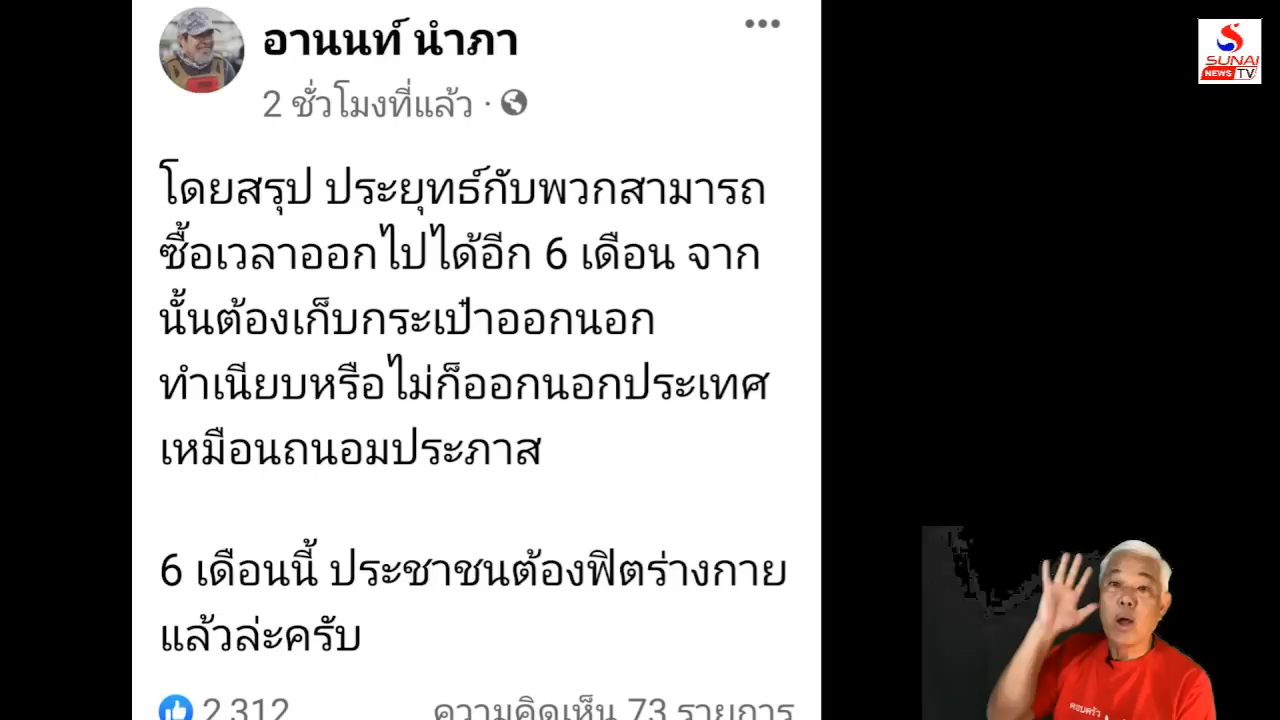 อานนท์ นำภา
2 ชั่วโมงที่แล้ว ·
โดยสรุป ประยุทธ์กับพวกสามารถ
ซื้อเวลาออกไปได้อีก 6 เดือน จาก
นั้นต้องเก็บกระเป๋าออกนอก
ทำเนียบหรือไม่ก็ออกนอกประเทศ
เหมือนถนอมประภาส
6 เดือนนี้ ประชาชนต้องฟิตร่างกาย
แล้วล่ะครับ
2,312 ความคิดเห็น 73 รายการ
SUNAI
NEWS TV
ครอบครัว